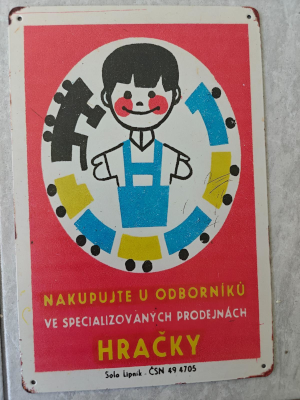 NAKUPUJTE U ODBORNÍKŮ
VE SPECIALIZOVANÝCH PRODEJNÁCH
HRAČKY
Solo Lipník - ČSN 49 4705